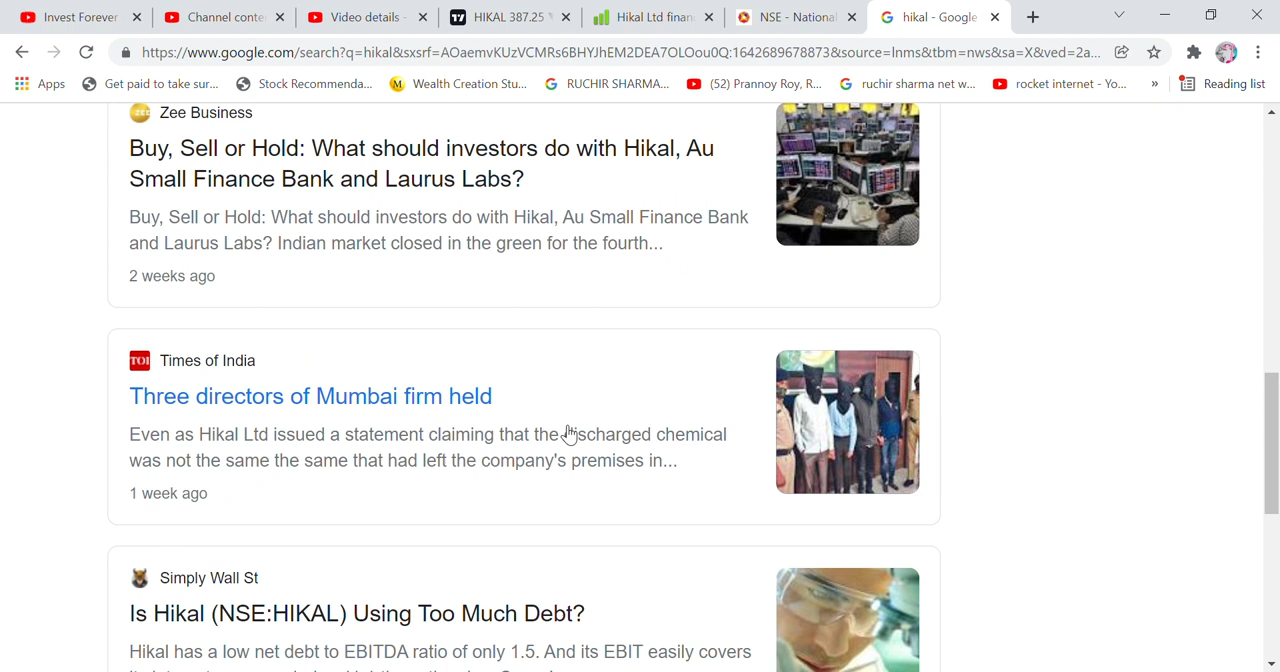 Invest Forever
Channel conte
Video details -
HIKAL 387.25
Hikal Ltd finan
NSE - National
hikal - Google
https://www.google.com/search?q=hikal&sxsrf=AOaemvKUzVCMRs6BHYJhEM2DEA7OLOou0Q:1642689678873&source=lnms&tbm=nws&sa=X&ved=2a...
Apps
Get paid to take sur...
Stock Recommenda...
Wealth Creation Stu...
RUCHIR SHARMA...
(52) Prannoy Roy, R...
ruchir sharma net w...
rocket internet - Yo...
»
Reading list
Zee Business
Buy, Sell or Hold: What should investors do with Hikal, Au
Small Finance Bank and Laurus Labs?
Buy, Sell or Hold: What should investors do with Hikal, Au Small Finance Bank
and Laurus Labs? Indian market closed in the green for the fourth...
2 weeks ago
TOI
Times of India
Three directors of Mumbai firm held
Even as Hikal Ltd issued a statement claiming that the discharged chemical
was not the same the same that had left the company's premises in...
1 week ago
Simply Wall St
Is Hikal (NSE:HIKAL) Using Too Much Debt?
Hikal has a low net debt to EBITDA ratio of only 1.5. And its EBIT easily covers